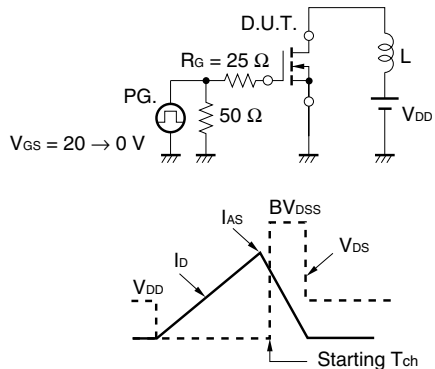 D.U.T.
RG = 25 Ω
L
PG.
50 Ω
VDD
VGS = 20 → 0 V
BVDSS
IAS
ID
VDS
VDD
Starting Tch